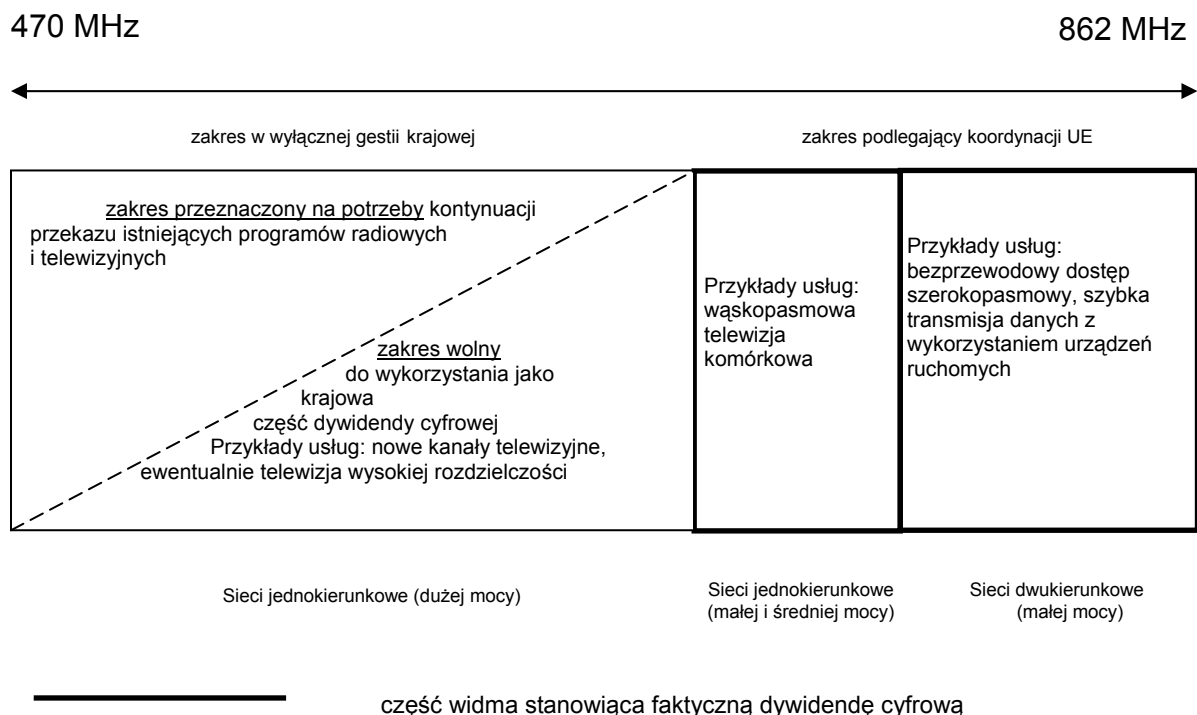 470 MHz
862 MHz
zakres w wyłącznej gestii krajowej
zakres podlegający koordynacji UE
zakres przeznaczony na potrzeby kontynuacji
przekazu istniejących programów radiowych
i telewizyjnych
zakres wolny
do wykorzystania jako
krajowa
część dywidendy cyfrowej
Przykłady usług: nowe kanały telewizyjne,
ewentualnie telewizja wysokiej rozdzielczości
Przykłady usług:
wąskopasmowa
telewizja
komórkowa
Przykłady usług:
bezprzewodowy dostęp
szerokopasmowy, szybka
transmisja danych z
wykorzystaniem urządzeń
ruchomych
Sieci jednokierunkowe (dużej mocy)
Sieci jednokierunkowe
(małej i średniej mocy)
Sieci dwukierunkowe
(małej mocy)
część widma stanowiąca faktyczną dywidendę cyfrową